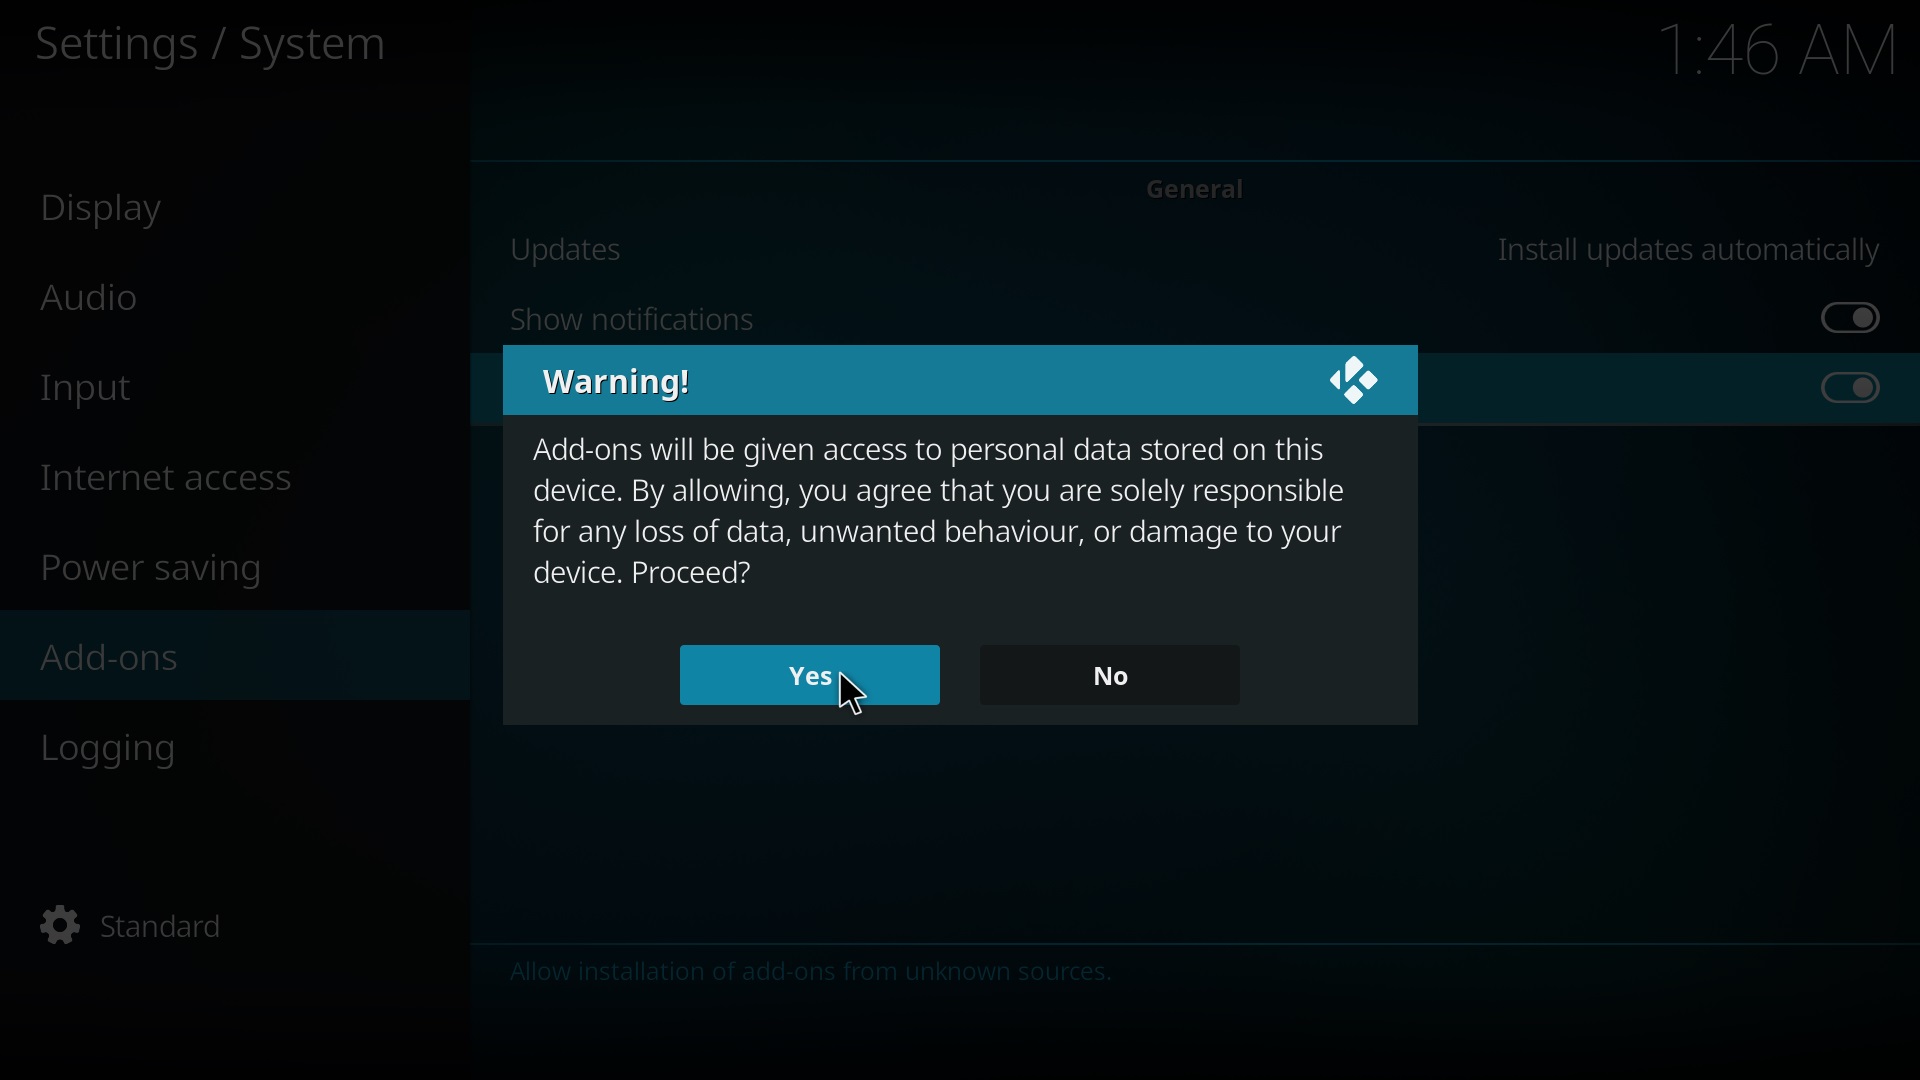 Settings / System
1:46 AM
Display
Audio
Input
Internet access
Power saving
Add-ons
Logging
Standard
General
Updates
Install updates automatically
Show notifications
Warning!
Add-ons will be given access to personal data stored on this
device. By allowing, you agree that you are solely responsible
for any loss of data, unwanted behaviour, or damage to your
device. Proceed?
Yes
No
Allow installation of add-ons from unknown sources.